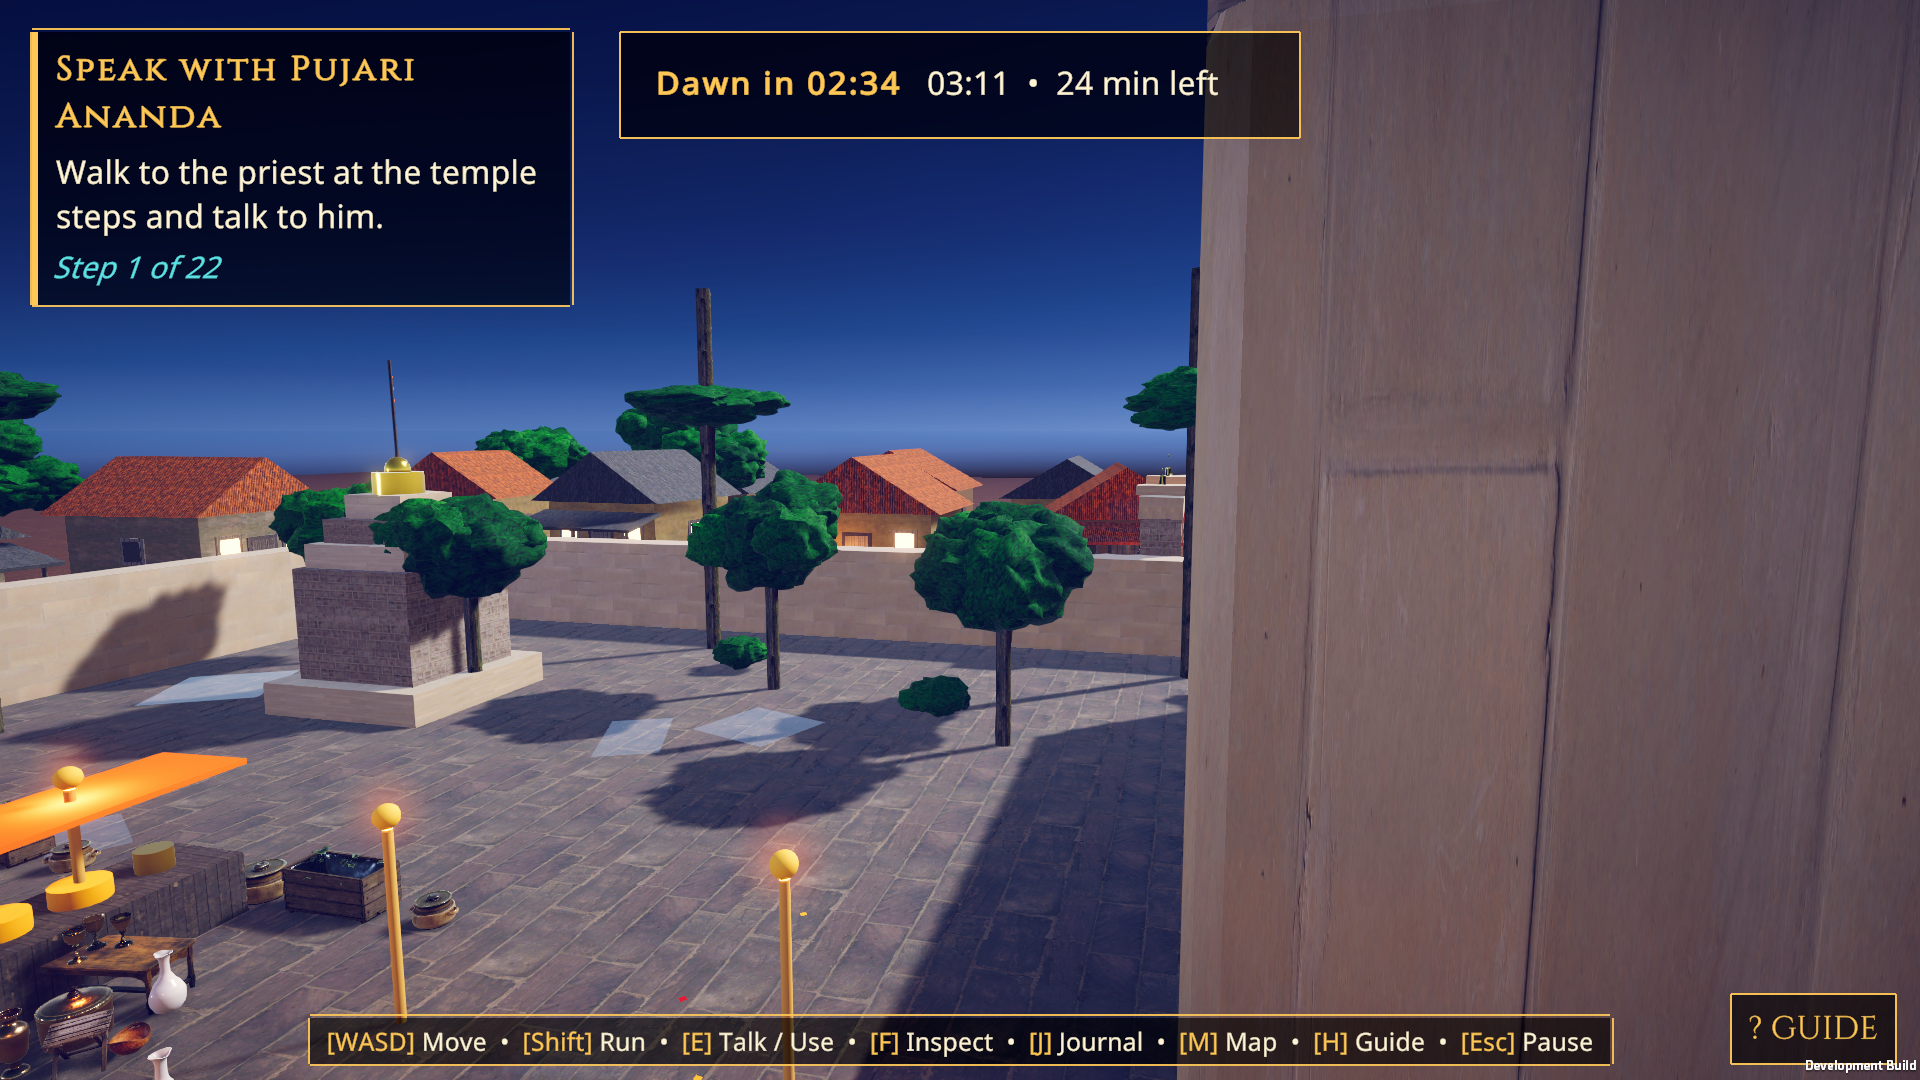 SPEAK WITH PUJARI
ANANDA
Walk to the priest at the temple
steps and talk to him.
Step 1 of 22
Dawn in 02:34 03:11 • 24 min left
[WASD] Move • [Shift] Run • [E] Talk / Use • [F] Inspect • [J] Journal • [M] Map • [H] Guide • [Esc] Pause
? GUIDE
Development Build